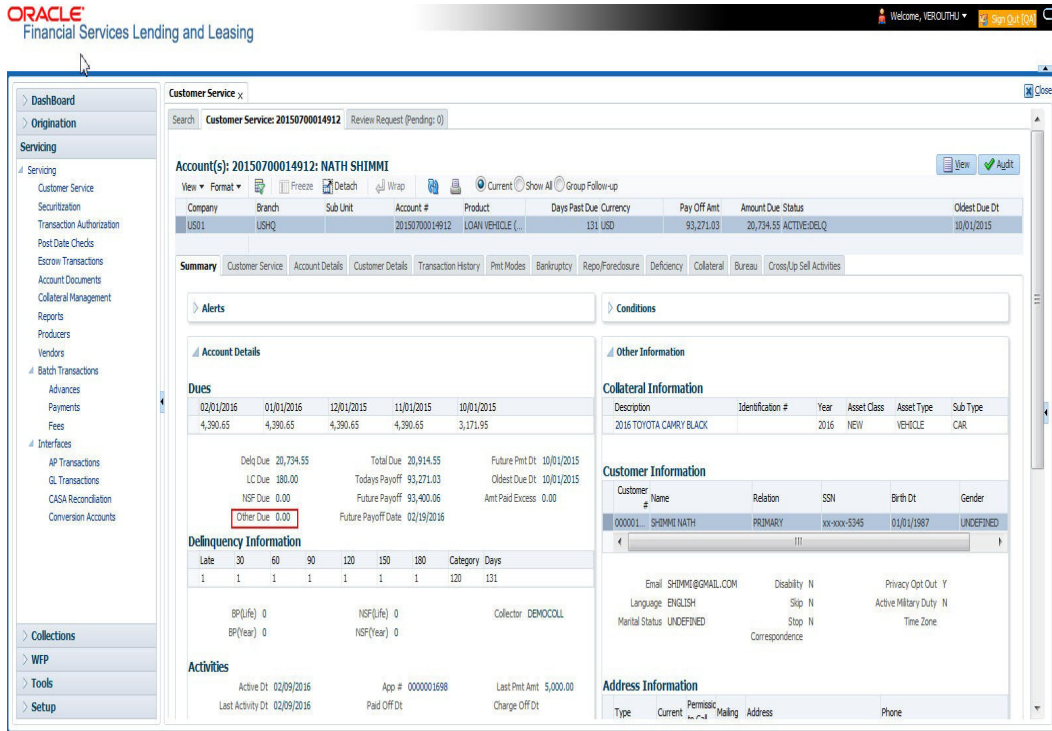 ORACLE
Financial Services Lending and Leasing
Welcome, VEROUTHU
Sign Out [QA]
Close
DashBoard
Origination
Servicing
Servicing
Customer Service
Securitization
Transaction Authorization
Post Date Checks
Escrow Transactions
Account Documents
Collateral Management
Reports
Producers
Vendors
Batch Transactions
Advances
Payments
Fees
Interfaces
AP Transactions
GL Transactions
CASA Reconciliation
Conversion Accounts
Collections
WFP
Tools
Setup
Customer Service x
Search Customer Service: 20150700014912 Review Request (Pending: 0)
Account(s): 20150700014912: NATH SHIMMI
View Audit
View Format Freeze Detach Wrap Current Show All Group Follow-up
Company Branch Sub Unit Account # Product Days Past Due Currency Pay Off Amt Amount Due Status Oldest Due Dt
US01 USHQ 20150700014912 LOAN VEHICLE (... 131 USD 93,271.03 20,734.55 ACTIVE:DELQ 10/01/2015
Summary Customer Service Account Details Customer Details Transaction History Pmt Modes Bankruptcy Repo/Foreclosure Deficiency Collateral Bureau Cross/Up Sell Activities
Alerts
Account Details
Dues
02/01/2016 01/01/2016 12/01/2015 11/01/2015 10/01/2015
4,390.65 4,390.65 4,390.65 4,390.65 3,171.95
Delq Due 20,734.55 Total Due 20,914.55 Future Pmt Dt 10/01/2015
LC Due 180.00 Todays Payoff 93,271.03 Oldest Due Dt 10/01/2015
NSF Due 0.00 Future Payoff 93,400.06 Amt Paid Excess 0.00
Other Due 0.00 Future Payoff Date 02/19/2016
Delinquency Information
Late 30 60 90 120 150 180 Category Days
1 1 1 1 1 1 1 120 131
BP(Life) 0 NSF(Life) 0 Collector DEMOCOLL
BP(Year) 0 NSF(Year) 0
Activities
Active Dt 02/09/2016 App # 0000001698 Last Pmt Amt 5,000.00
Last Activity Dt 02/09/2016 Paid Off Dt Charge Off Dt
Conditions
Other Information
Collateral Information
Description Identification # Year Asset Class Asset Type Sub Type
2016 TOYOTA CAMRY BLACK 2016 NEW VEHICLE CAR
Customer Information
Customer # Name Relation SSN Birth Dt Gender
000001... SHIMMI NATH PRIMARY xx-xxx-5345 01/01/1987 UNDEFINED
Email SHIMMI@GMAIL.COM Disability N Privacy Opt Out Y
Language ENGLISH Skip N Active Military Duty N
Marital Status UNDEFINED Stop Correspondence N Time Zone
Address Information
Type Current Permissio to Call Mailing Address Phone